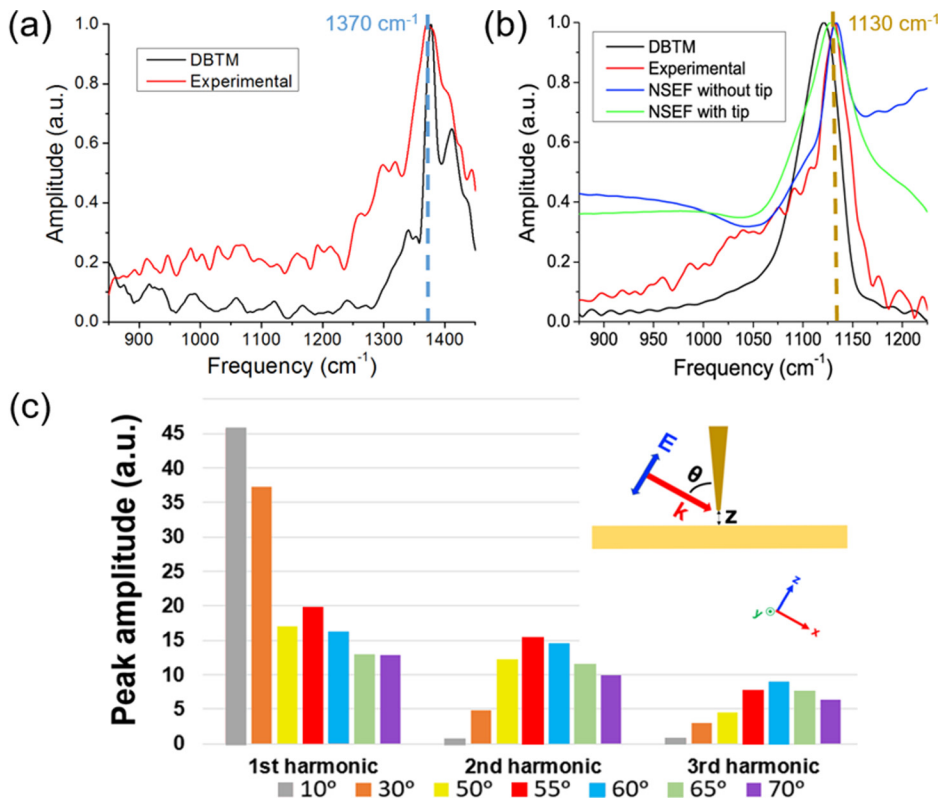 (a)
1370 cm⁻¹
DBTM
Experimental
Amplitude (a.u.)
1.0
0.8
0.6
0.4
0.2
0.0
900 1000 1100 1200 1300 1400
Frequency (cm⁻¹)
(b)
1130 cm⁻¹
DBTM
Experimental
NSEF without tip
NSEF with tip
Amplitude (a.u.)
1.0
0.8
0.6
0.4
0.2
0.0
900 950 1000 1050 1100 1150 1200
Frequency (cm⁻¹)
(c)
Peak amplitude (a.u.)
45
40
35
30
25
20
15
10
5
0
E
θ
k
z
z
y
x
1st harmonic 2nd harmonic 3rd harmonic
10º 30º 50º 55º 60º 65º 70º